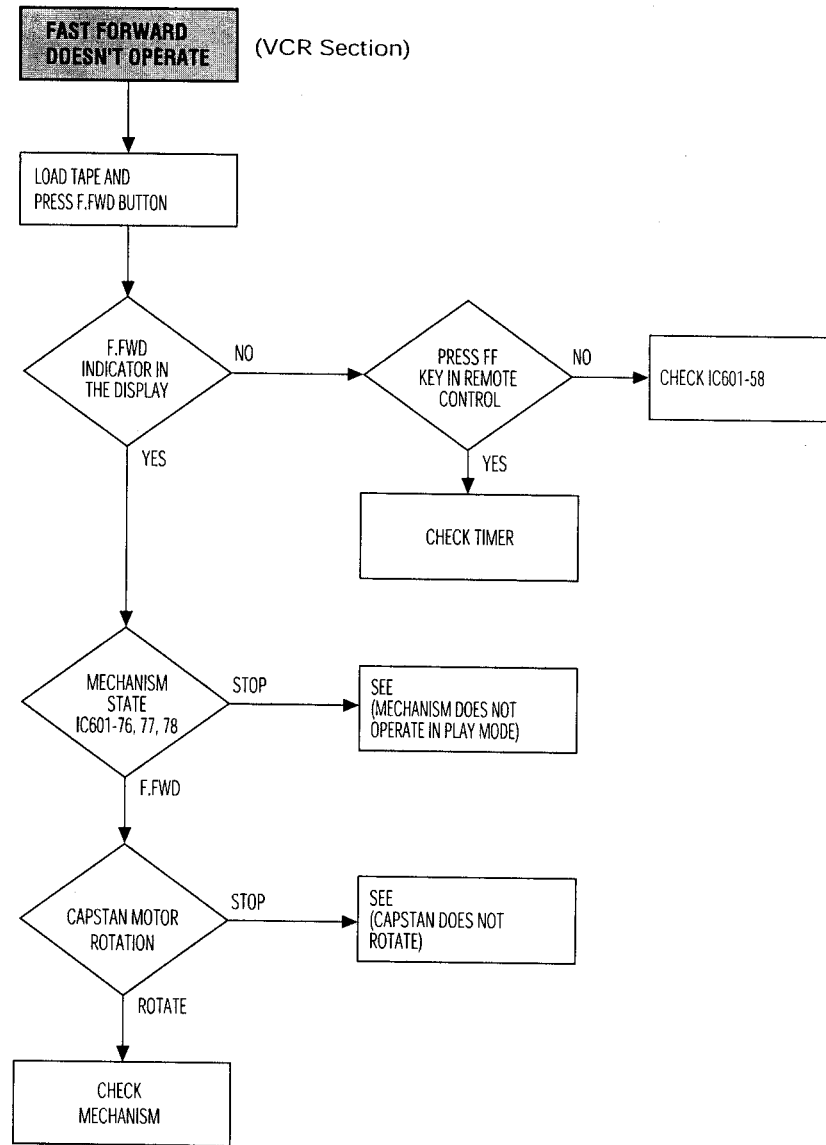 FAST FORWARD
DOESN'T OPERATE
(VCR Section)
LOAD TAPE AND
PRESS F.FWD BUTTON
F.FWD
INDICATOR IN
THE DISPLAY
NO
PRESS FF
KEY IN REMOTE
CONTROL
NO
CHECK IC601-58
YES
YES
CHECK TIMER
MECHANISM
STATE
IC601-76, 77, 78
STOP
SEE
(MECHANISM DOES NOT
OPERATE IN PLAY MODE)
F.FWD
CAPSTAN MOTOR
ROTATION
STOP
SEE
(CAPSTAN DOES NOT
ROTATE)
ROTATE
CHECK
MECHANISM